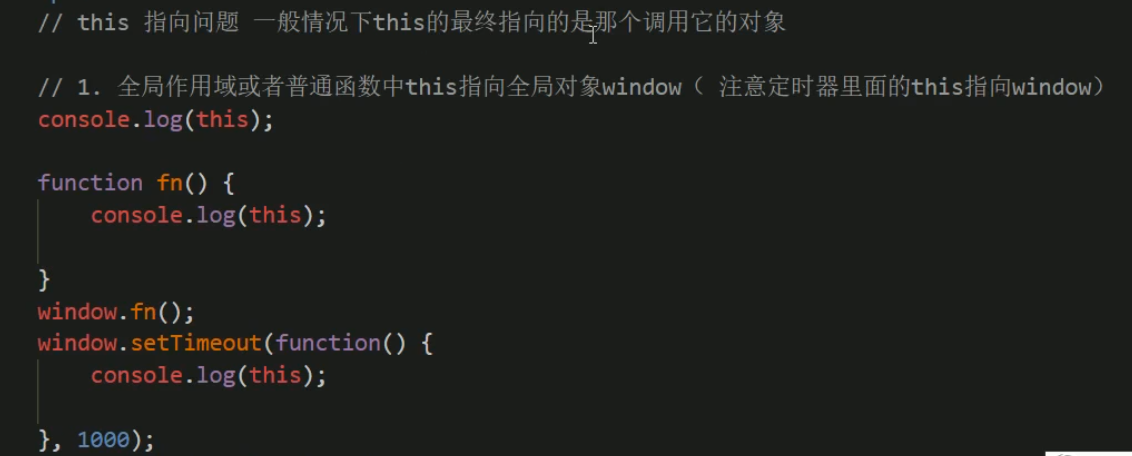 // this 指向问题 一般情况下this的最终指向的是那个调用它的对象
// 1. 全局作用域或者普通函数中this指向全局对象window（ 注意定时器里面的this指向window）
console.log(this);
function fn() {
console.log(this);
}
window.fn();
window.setTimeout(function() {
console.log(this);
}, 1000);